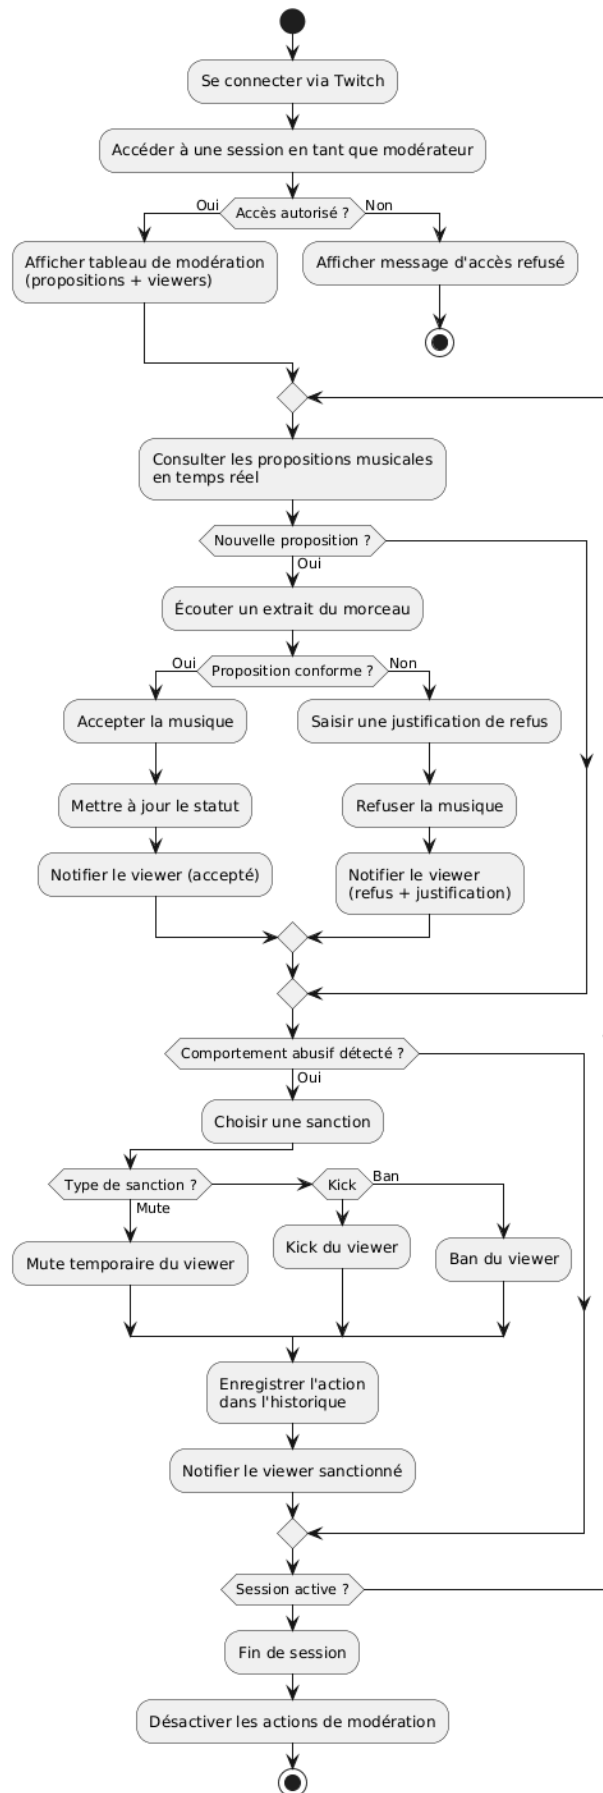 Se connecter via Twitch
Accéder à une session en tant que modérateur
Oui
Accès autorisé ?
Non
Afficher tableau de modération
(propositions + viewers)
Afficher message d'accès refusé
Consulter les propositions musicales
en temps réel
Nouvelle proposition ?
Oui
Écouter un extrait du morceau
Oui
Proposition conforme ?
Non
Accepter la musique
Saisir une justification de refus
Mettre à jour le statut
Refuser la musique
Notifier le viewer (accepté)
Notifier le viewer
(refus + justification)
Comportement abusif détecté ?
Oui
Choisir une sanction
Type de sanction ?
Kick
Ban
Mute
Mute temporaire du viewer
Kick du viewer
Ban du viewer
Enregistrer l'action
dans l'historique
Notifier le viewer sanctionné
Session active ?
Fin de session
Désactiver les actions de modération